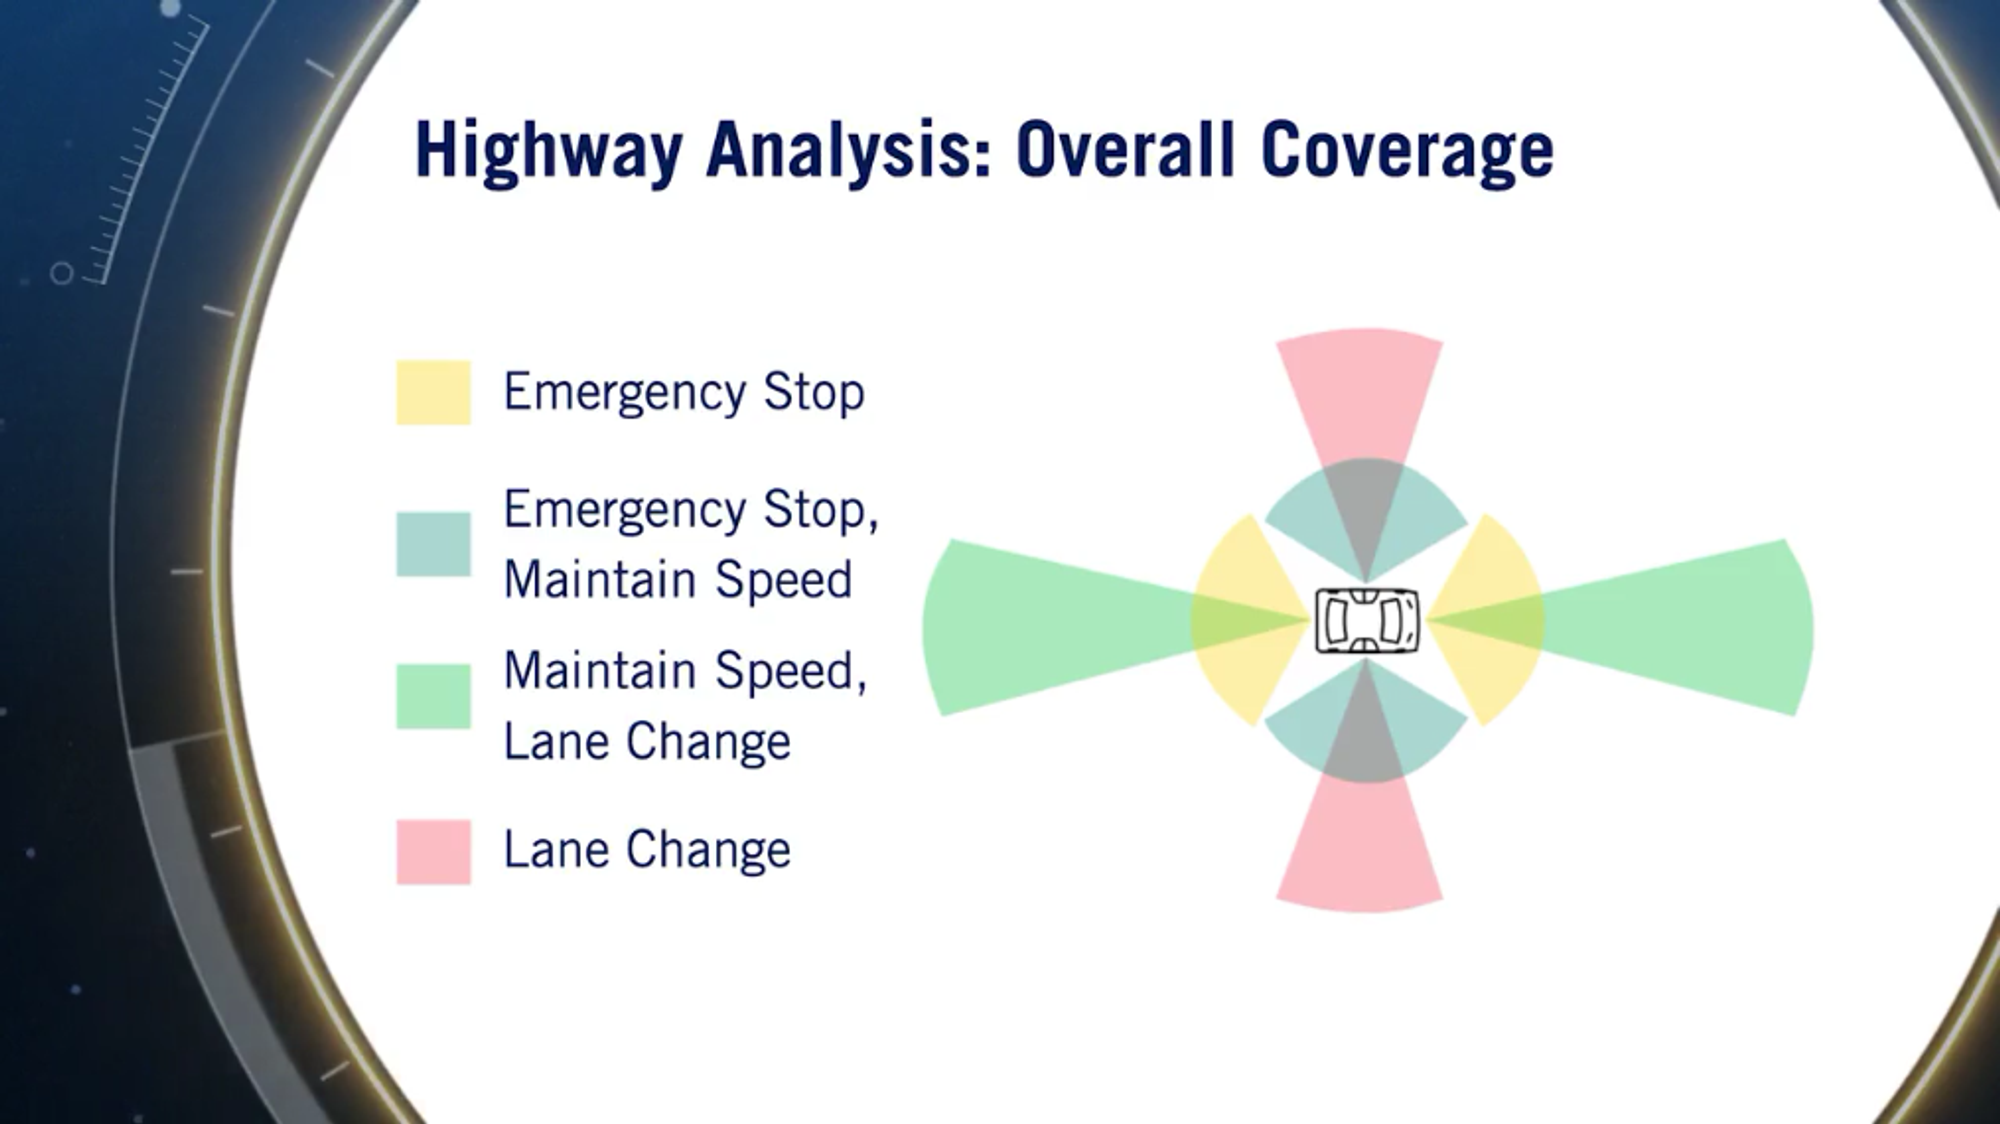 Highway Analysis: Overall Coverage
Emergency Stop
Emergency Stop,
Maintain Speed
Maintain Speed,
Lane Change
Lane Change